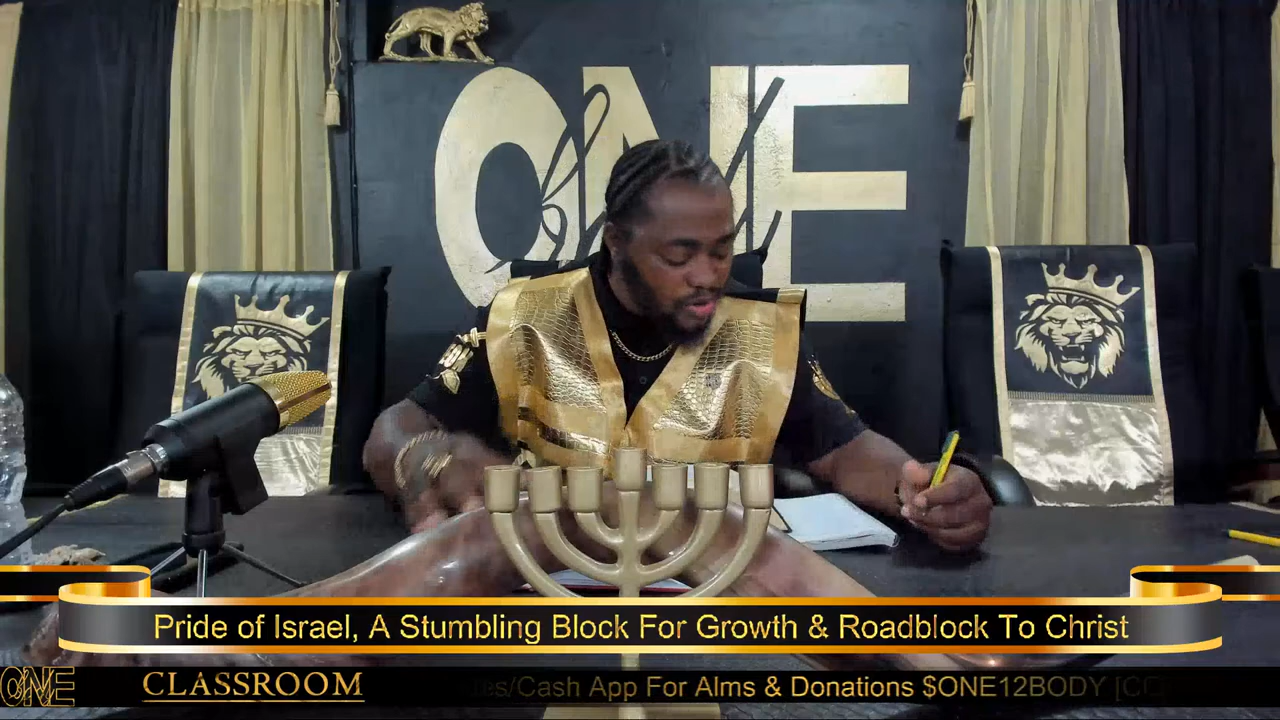 ONE
Pride of Israel, A Stumbling Block For Growth & Roadblock To Christ
ONE
CLASSROOM
Cash App For Alms & Donations $ONE12BODY